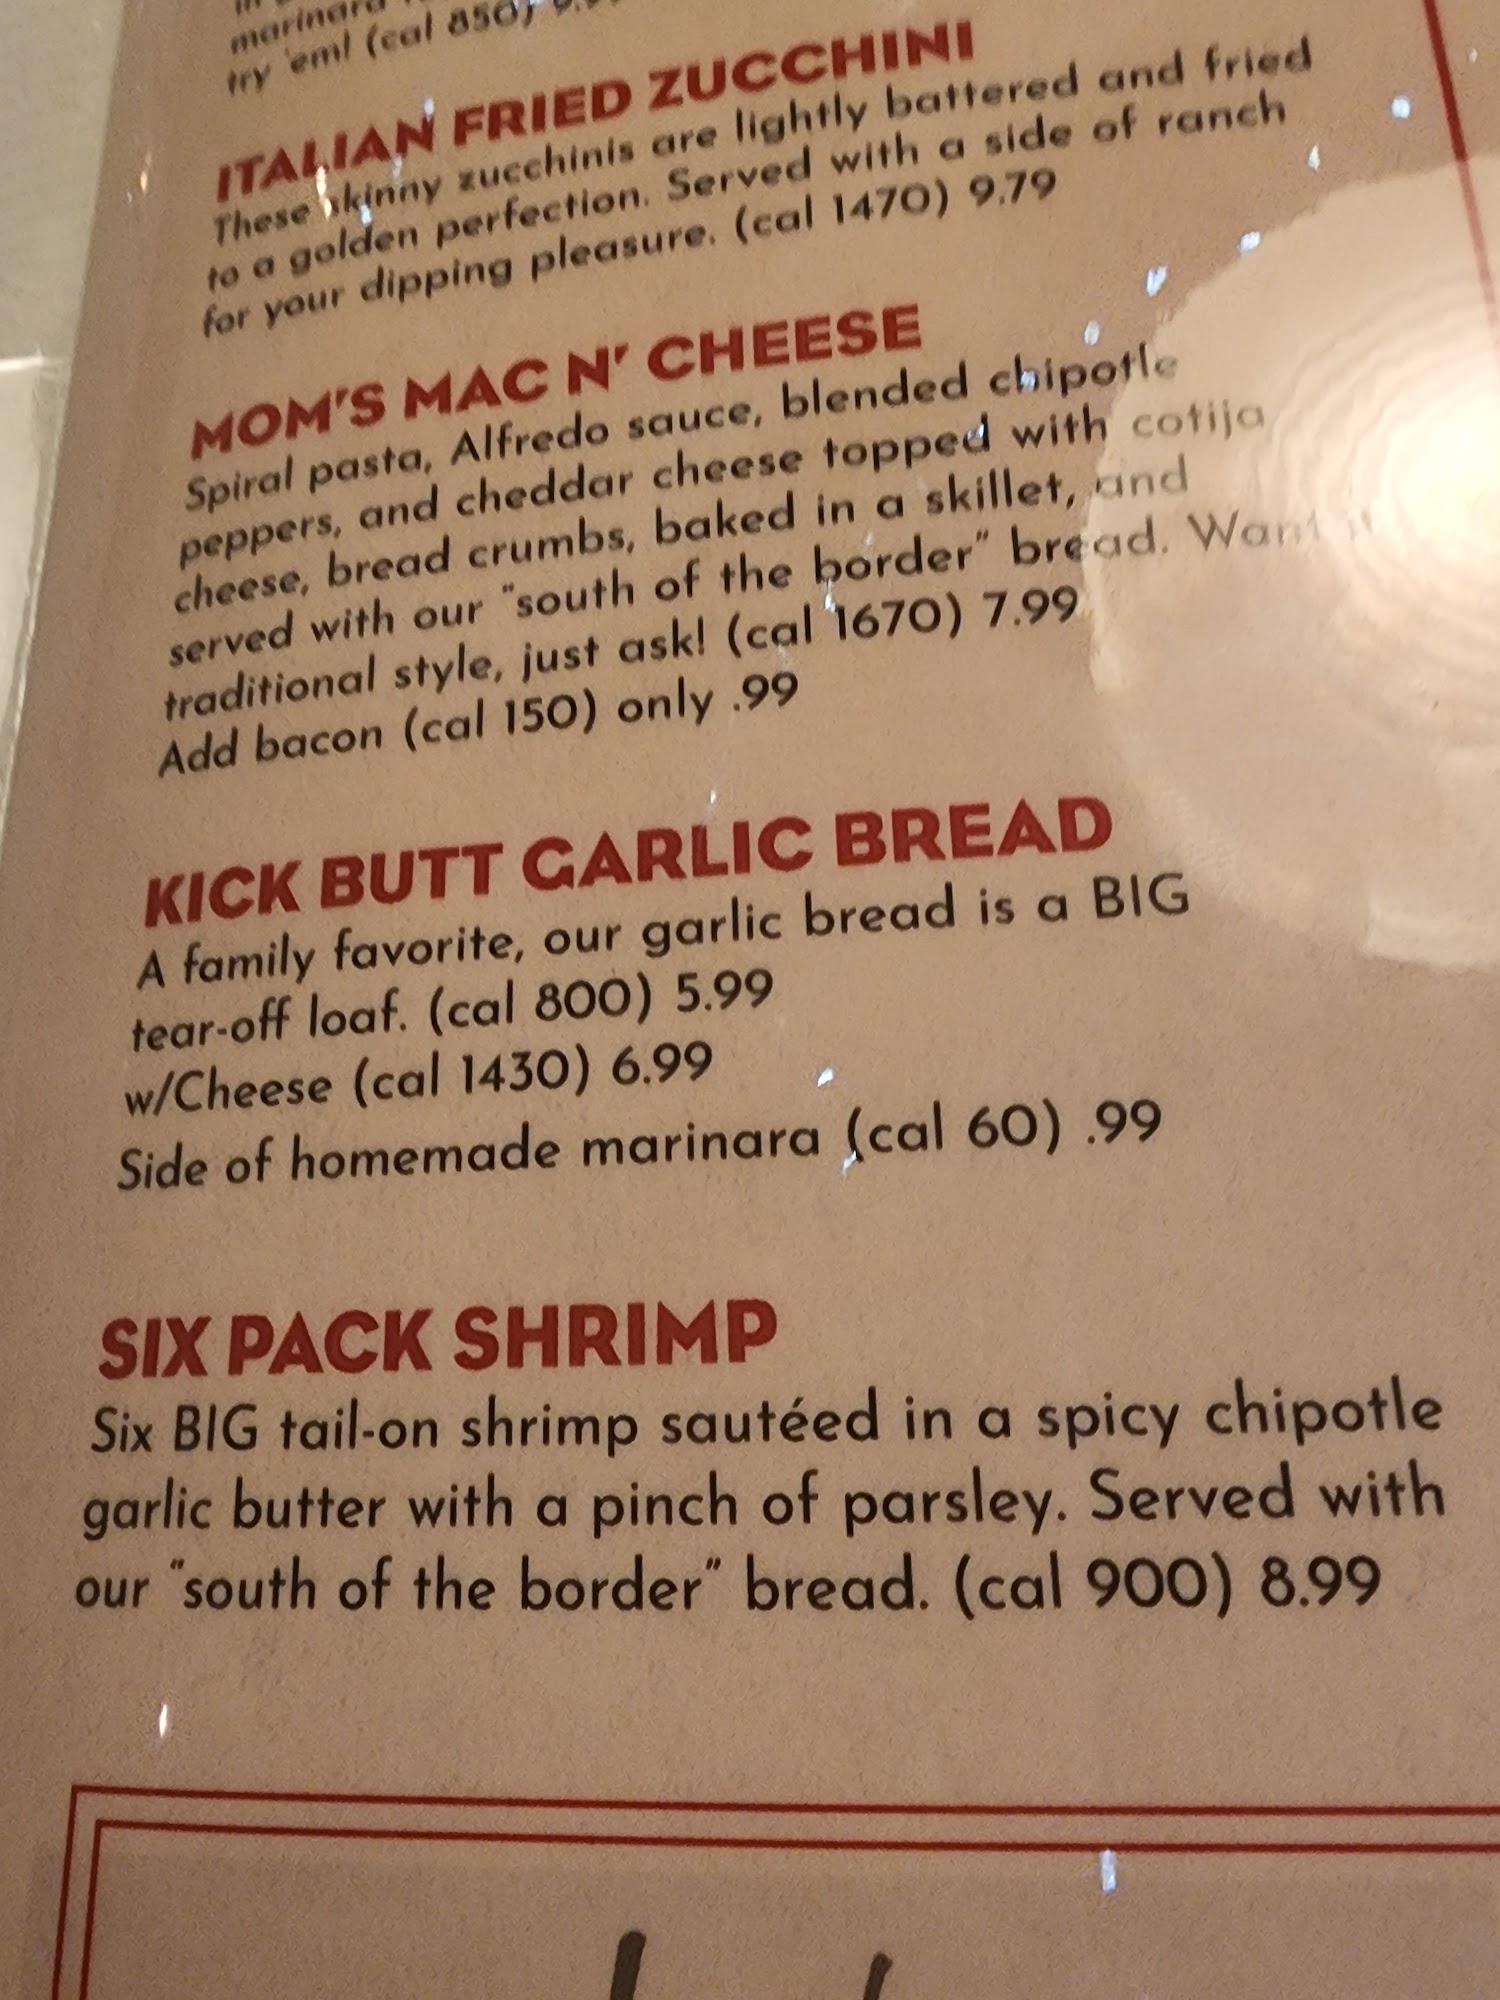 marinara
try 'em! (cal 850)
ITALIAN FRIED ZUCCHINI
These skinny zucchinis are lightly battered and fried
to a golden perfection. Served with a side of ranch
for your dipping pleasure. (cal 1470) 9.79
MOM'S MAC N' CHEESE
Spiral pasta, Alfredo sauce, blended chipotle
peppers, and cheddar cheese topped with cotija
cheese, bread crumbs, baked in a skillet, and
served with our "south of the border" bread. Want it
traditional style, just ask! (cal 1670) 7.99
Add bacon (cal 150) only .99
KICK BUTT GARLIC BREAD
A family favorite, our garlic bread is a BIG
tear-off loaf. (cal 800) 5.99
w/Cheese (cal 1430) 6.99
Side of homemade marinara (cal 60) .99
SIX PACK SHRIMP
Six BIG tail-on shrimp sautéed in a spicy chipotle
garlic butter with a pinch of parsley. Served with
our "south of the border" bread. (cal 900) 8.99